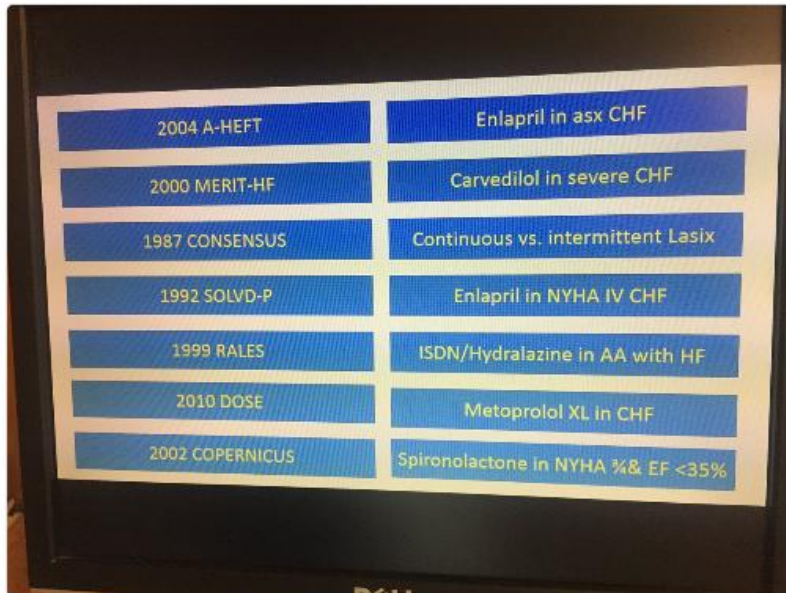 2004 A-HEFT
Enlapril in asx CHF
2000 MERIT-HF
Carvedilol in severe CHF
1987 CONSENSUS
Continuous vs. intermittent Lasix
1992 SOLVD-P
Enlapril in NYHA IV CHF
1999 RALES
ISDN/Hydralazine in AA with HF
2010 DOSE
Metoprolol XL in CHF
2002 COPERNICUS
Spironolactone in NYHA ¾& EF <35%